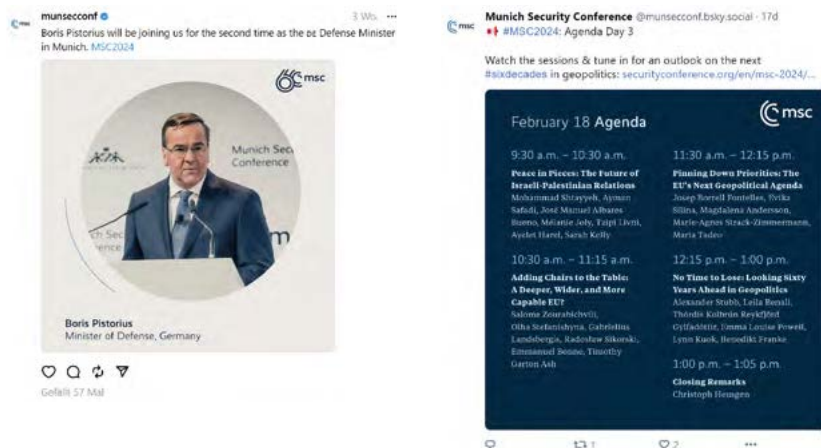 munsecconf
3 Wo.
Boris Pistorius will be joining us for the second time as the DE Defense Minister
in Munich. MSC2024
msc
Munich Sec
Conference
Boris Pistorius
Minister of Defense, Germany
Gefällt 57 Mal
msc
Munich Security Conference @munsecconf.bsky.social · 17d
#MSC2024: Agenda Day 3
Watch the sessions & tune in for an outlook on the next
#sixdecades in geopolitics: securityconference.org/en/msc-2024/...
msc
February 18 Agenda
9:30 a.m. – 10:30 a.m.
Peace in Pieces: The Future of
Israeli-Palestinian Relations
Mohammad Shtayyeh, Ayman
Safadi, José Manuel Albares
Bueno, Mélanie Joly, Tzipi Livni,
Ayelet Harel, Sarah Kelly
10:30 a.m. – 11:15 a.m.
Adding Chairs to the Table:
A Deeper, Wider, and More
Capable EU?
Salome Zourabichvili,
Olha Stefanishyna, Gabrielius
Landsbergis, Radosław Sikorski,
Emmanuel Bonne, Timothy
Garton Ash
11:30 a.m. – 12:15 p.m.
Pinning Down Priorities: The
EU's Next Geopolitical Agenda
Josep Borrell Fontelles, Evika
Silina, Magdalena Andersson,
Marie-Agnes Strack-Zimmermann,
Maria Tadeo
12:15 p.m. – 1:00 p.m.
No Time to Lose: Looking Sixty
Years Ahead in Geopolitics
Alexander Stubb, Leila Benali,
Thórdís Kolbrún Reykfjörd
Gylfadóttir, Emma Louise Powell,
Lynn Kuok, Benedikt Franke
1:00 p.m. – 1:05 p.m.
Closing Remarks
Christoph Heusgen
1
2